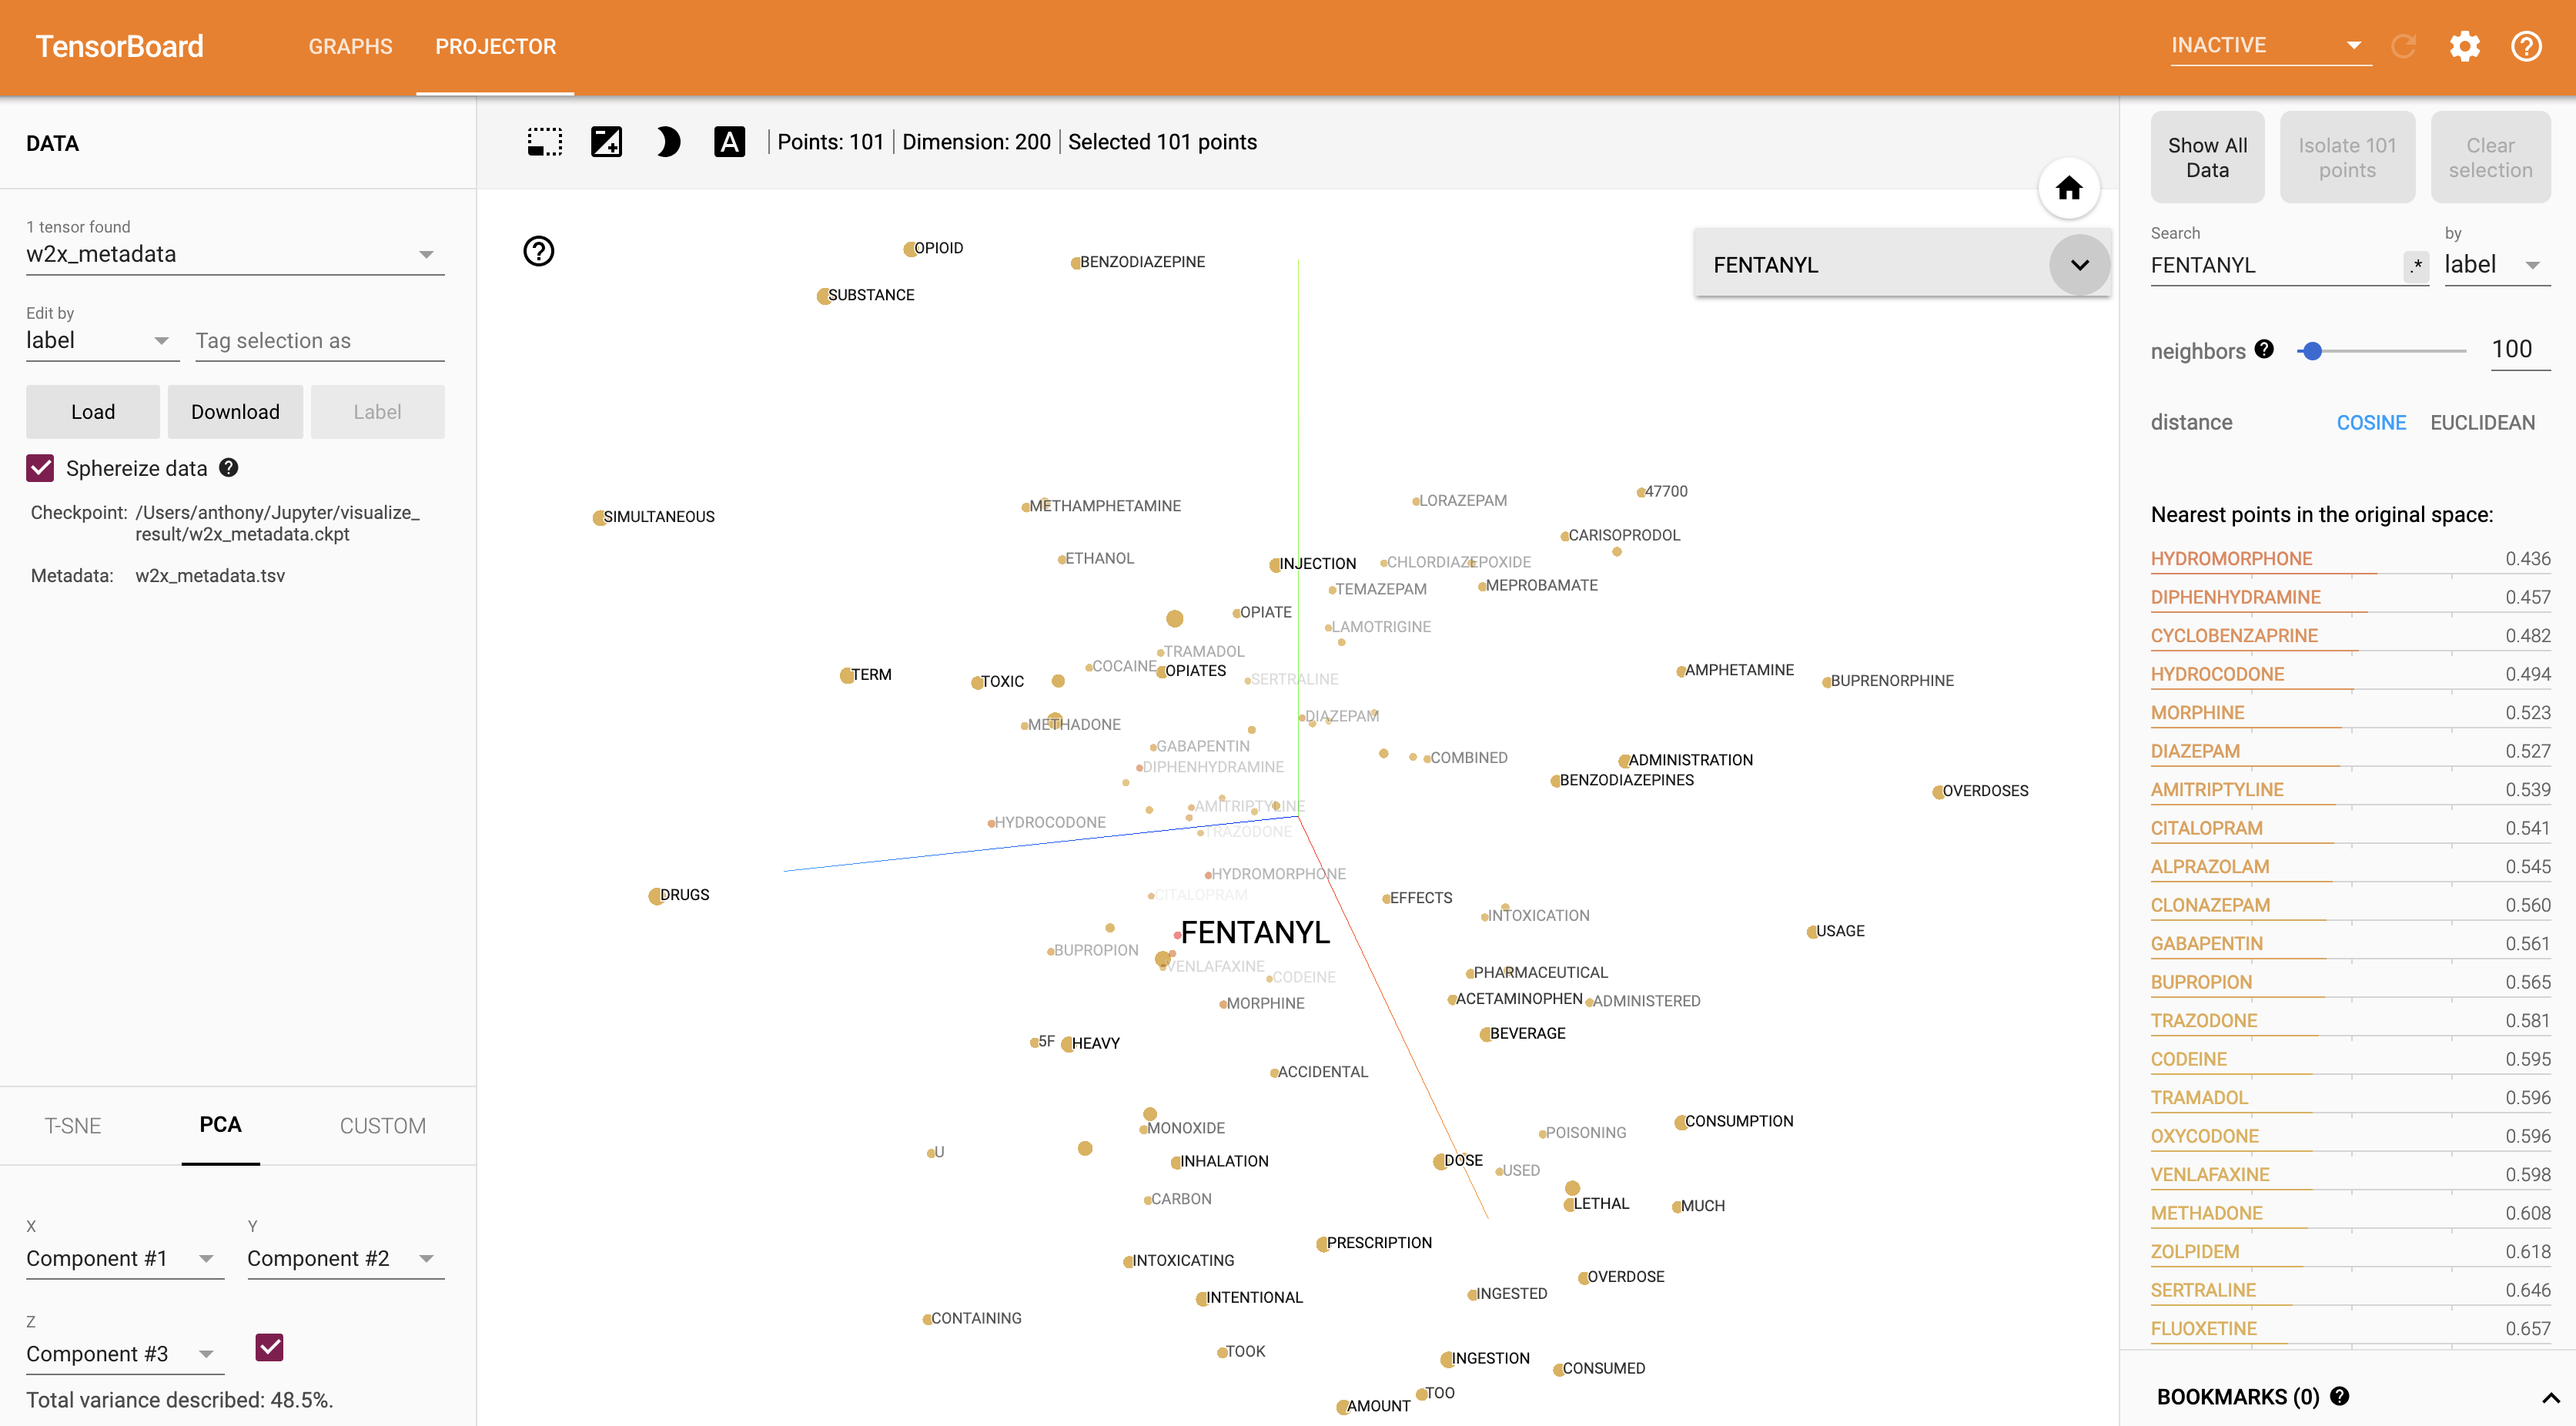 TensorBoard
GRAPHS
PROJECTOR
INACTIVE
DATA
1 tensor found
w2x_metadata
Edit by
label
Tag selection as
Load
Download
Label
Sphereize data
Checkpoint: /Users/anthony/Jupyter/visualize_
result/w2x_metadata.ckpt
Metadata: w2x_metadata.tsv
T-SNE
PCA
CUSTOM
X
Component #1
Y
Component #2
Z
Component #3
Total variance described: 48.5%.
A
Points: 101
Dimension: 200
Selected 101 points
FENTANYL
OPIOID
BENZODIAZEPINE
SUBSTANCE
SIMULTANEOUS
METHAMPHETAMINE
LORAZEPAM
47700
CARISOPRODOL
ETHANOL
INJECTION
CHLORDIAZEPOXIDE
TEMAZEPAM
MEPROBAMATE
OPIATE
LAMOTRIGINE
TRAMADOL
COCAINE
OPIATES
SERTRALINE
TERM
TOXIC
AMPHETAMINE
BUPRENORPHINE
METHADONE
DIAZEPAM
GABAPENTIN
DIPHENHYDRAMINE
COMBINED
ADMINISTRATION
BENZODIAZEPINES
OVERDOSES
AMITRIPTYLINE
HYDROCODONE
TRAZODONE
HYDROMORPHONE
CITALOPRAM
DRUGS
EFFECTS
INTOXICATION
FENTANYL
USAGE
BUPROPION
VENLAFAXINE
CODEINE
PHARMACEUTICAL
ACETAMINOPHEN
ADMINISTERED
MORPHINE
BEVERAGE
5F
HEAVY
ACCIDENTAL
MONOXIDE
CONSUMPTION
POISONING
U
INHALATION
DOSE
USED
CARBON
LETHAL
MUCH
PRESCRIPTION
INTOXICATING
OVERDOSE
INTENTIONAL
INGESTED
CONTAINING
TOOK
INGESTION
CONSUMED
TOO
AMOUNT
Show All
Data
Isolate 101
points
Clear
selection
Search
FENTANYL
.*
by
label
neighbors
100
distance
COSINE
EUCLIDEAN
Nearest points in the original space:
HYDROMORPHONE 0.436
DIPHENHYDRAMINE 0.457
CYCLOBENZAPRINE 0.482
HYDROCODONE 0.494
MORPHINE 0.523
DIAZEPAM 0.527
AMITRIPTYLINE 0.539
CITALOPRAM 0.541
ALPRAZOLAM 0.545
CLONAZEPAM 0.560
GABAPENTIN 0.561
BUPROPION 0.565
TRAZODONE 0.581
CODEINE 0.595
TRAMADOL 0.596
OXYCODONE 0.596
VENLAFAXINE 0.598
METHADONE 0.608
ZOLPIDEM 0.618
SERTRALINE 0.646
FLUOXETINE 0.657
BOOKMARKS (0)